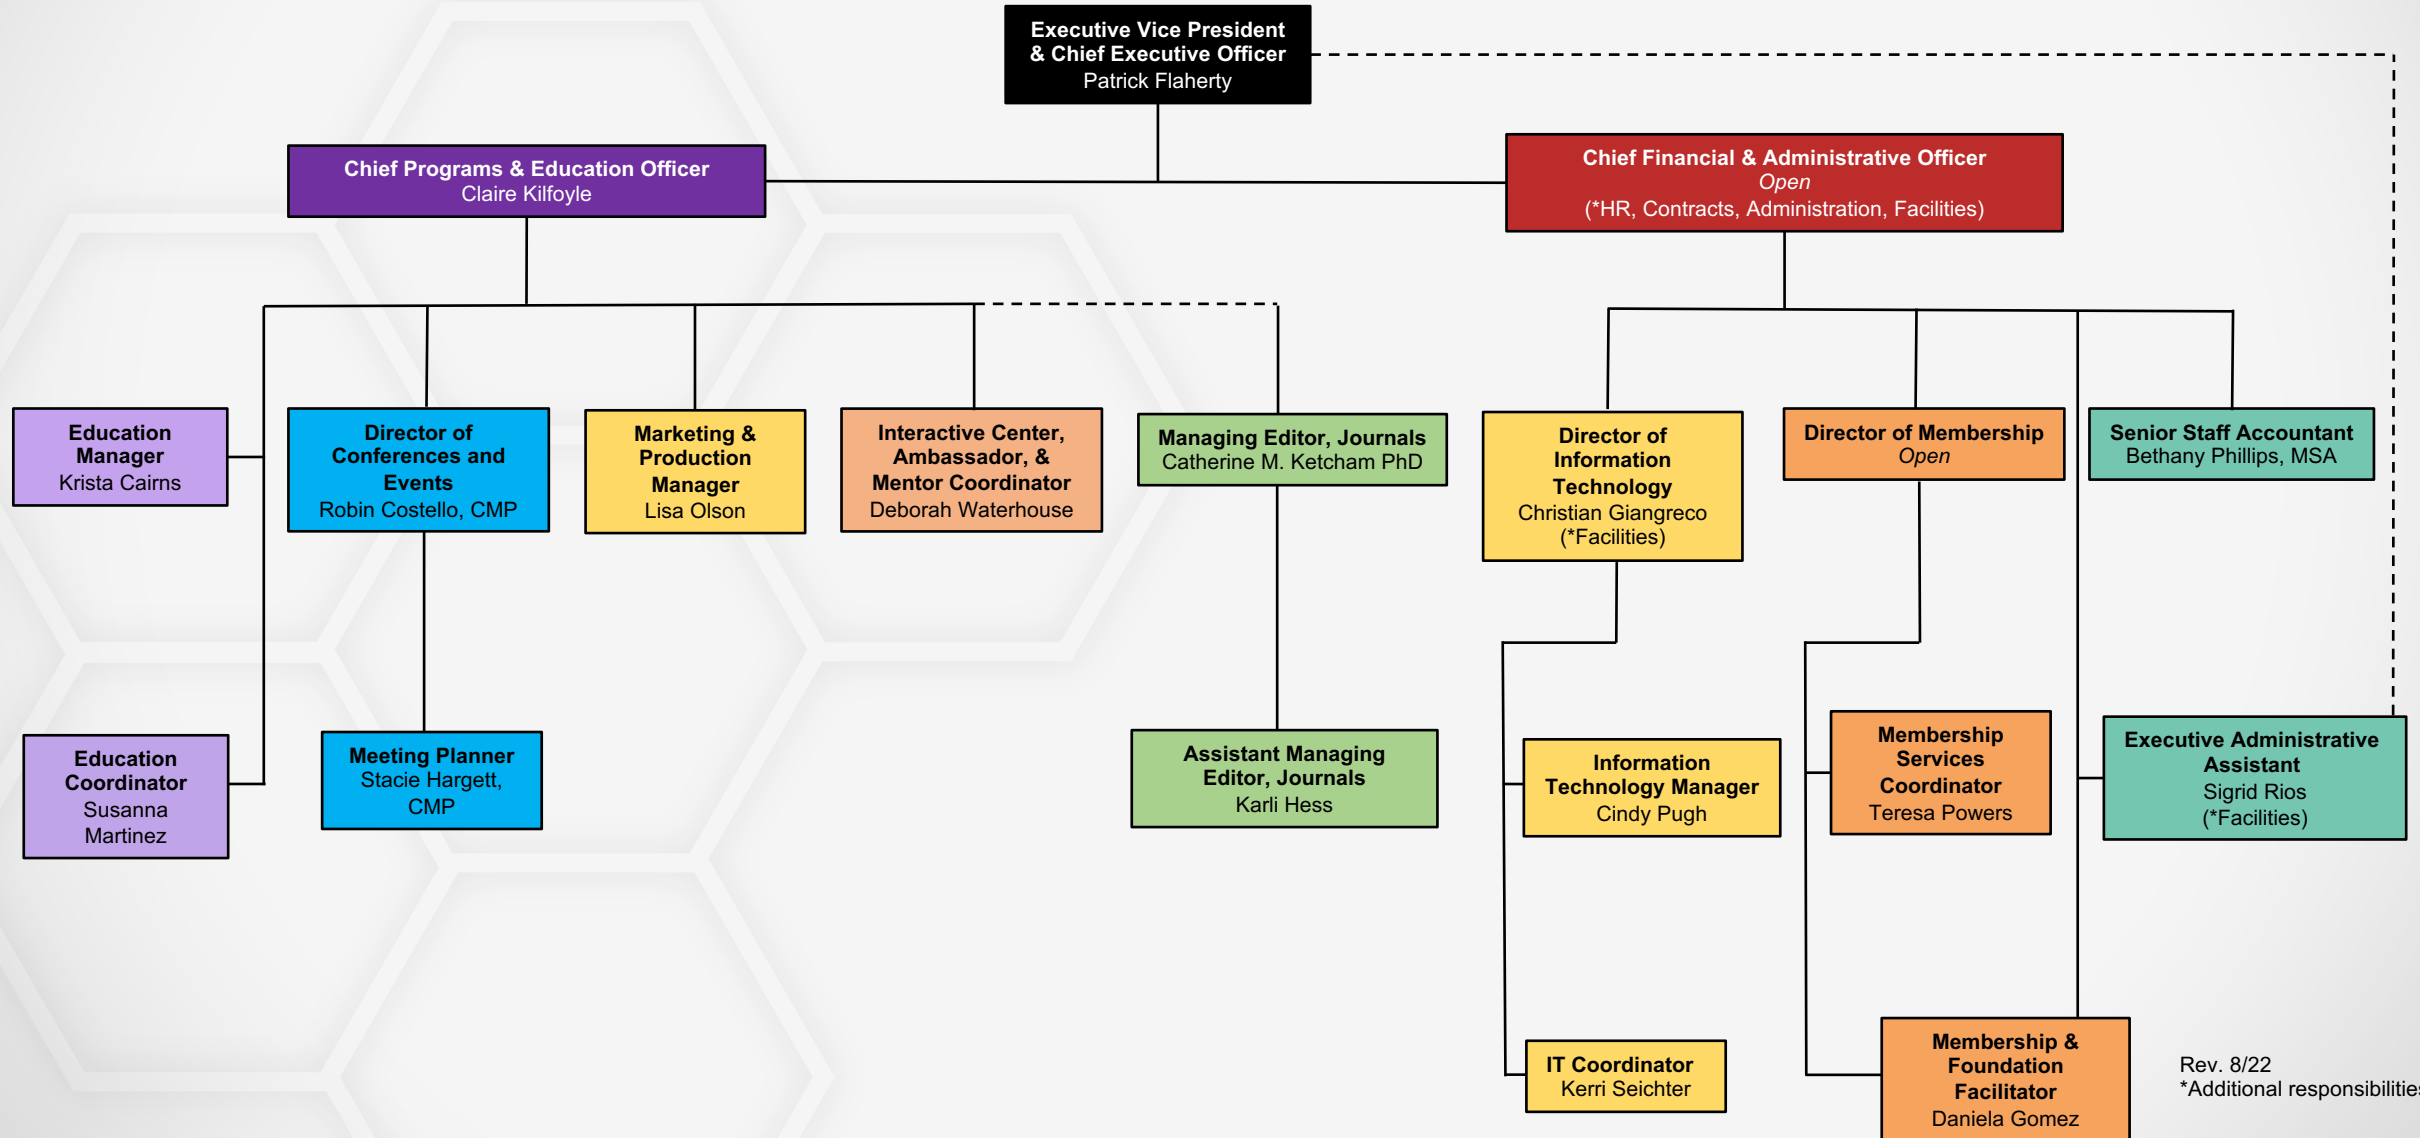 Executive Vice President
& Chief Executive Officer
Patrick Flaherty
Chief Programs & Education Officer
Claire Kilfoyle
Chief Financial & Administrative Officer
Open
(*HR, Contracts, Administration, Facilities)
Education
Manager
Krista Cairns
Director of
Conferences and
Events
Robin Costello, CMP
Marketing &
Production
Manager
Lisa Olson
Interactive Center,
Ambassador, &
Mentor Coordinator
Deborah Waterhouse
Managing Editor, Journals
Catherine M. Ketcham PhD
Director of
Information
Technology
Christian Giangreco
(*Facilities)
Director of Membership
Open
Senior Staff Accountant
Bethany Phillips, MSA
Education
Coordinator
Susanna
Martinez
Meeting Planner
Stacie Hargett,
CMP
Assistant Managing
Editor, Journals
Karli Hess
Information
Technology Manager
Cindy Pugh
Membership
Services
Coordinator
Teresa Powers
Executive Administrative
Assistant
Sigrid Rios
(*Facilities)
IT Coordinator
Kerri Seichter
Membership &
Foundation
Facilitator
Daniela Gomez
Rev. 8/22
*Additional responsibilities